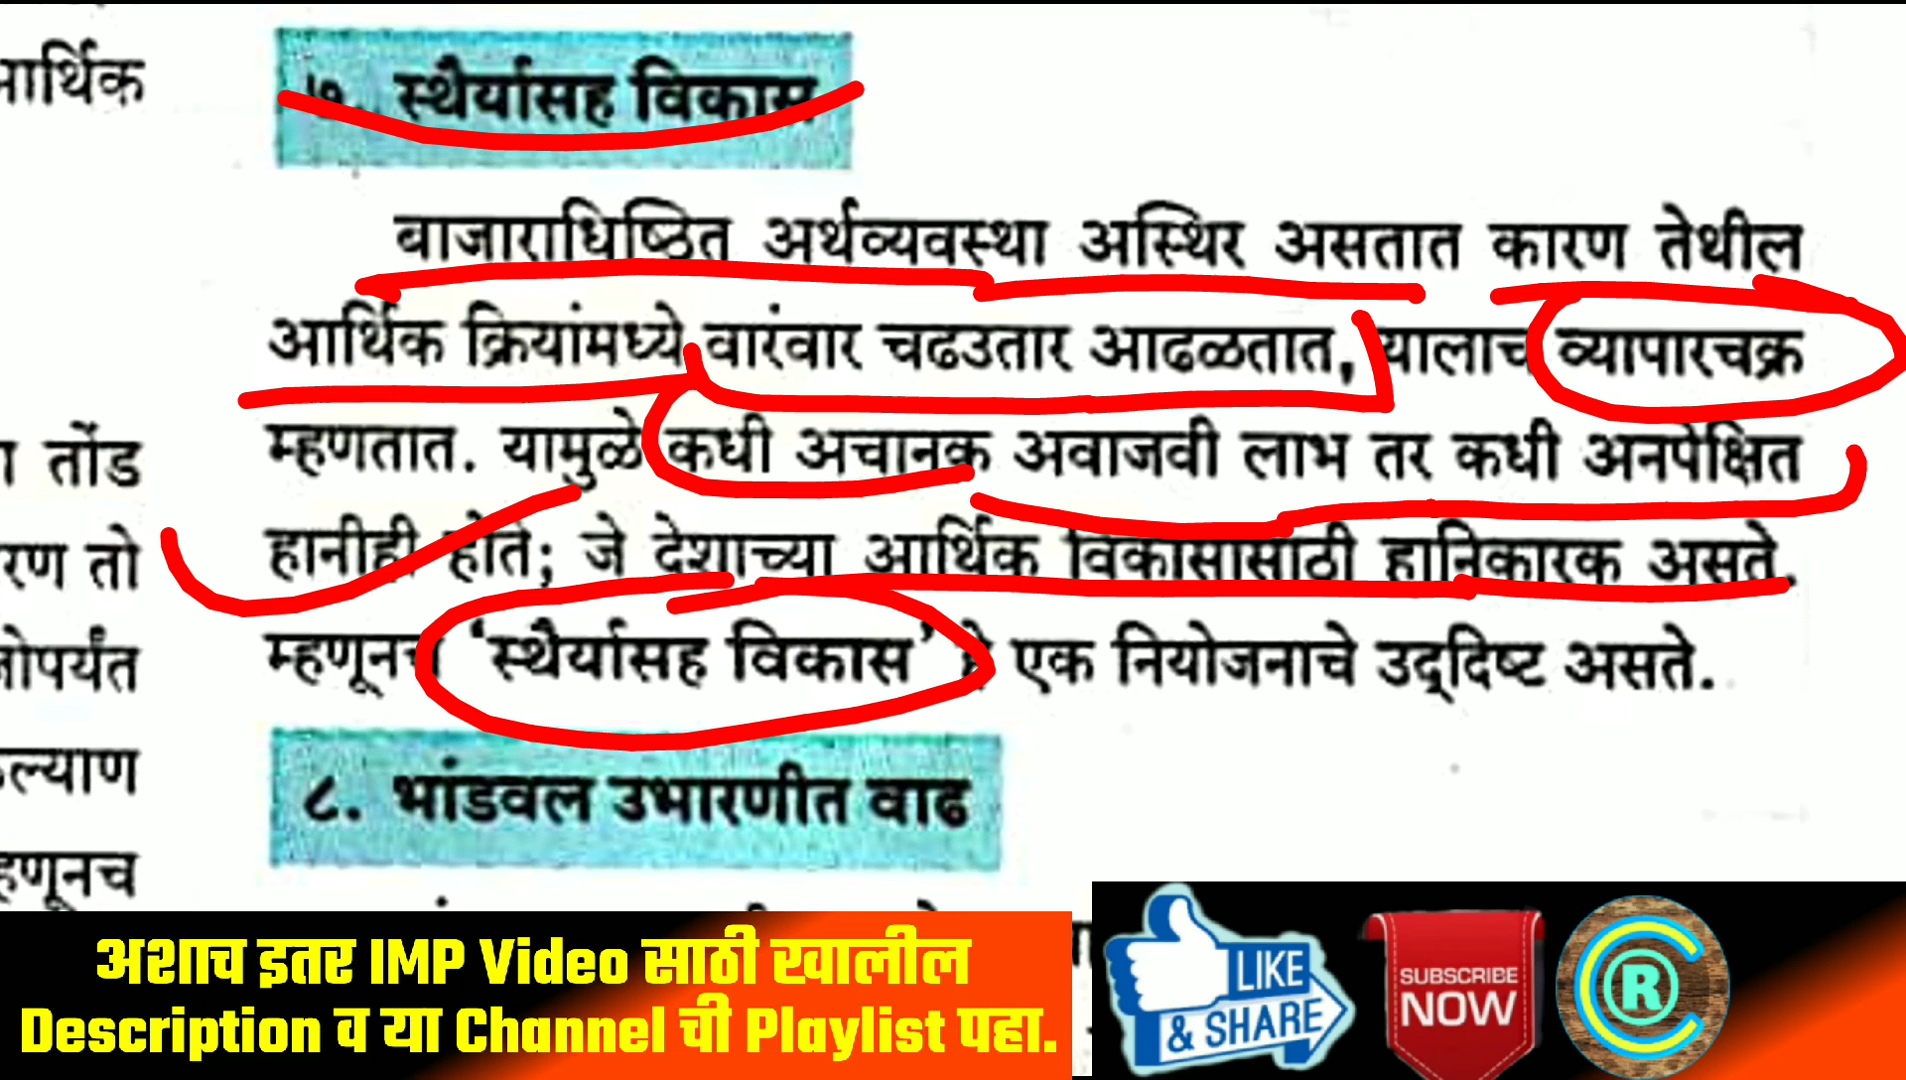 आर्थिक
७. स्थैर्यासह विकास
बाजाराधिष्ठित अर्थव्यवस्था अस्थिर असतात कारण तेथील
आर्थिक क्रियांमध्ये वारंवार चढउतार आढळतात, यालाच व्यापारचक्र
तोंड
म्हणतात. यामुळे कधी अचानक अवाजवी लाभ तर कधी अनपेक्षित
रण तो
हानीही होते; जे देशाच्या आर्थिक विकासासाठी हानिकारक असते.
जोपर्यंत
म्हणूनच 'स्थैर्यासह विकास' हे एक नियोजनाचे उद्‌दिष्ट असते.
कल्याण
८. भांडवल उभारणीत वाढ
म्हणूनच
अशाच इतर IMP Video साठी खालील
Description व या Channel ची Playlist पहा.
LIKE
& SHARE
SUBSCRIBE
NOW
R